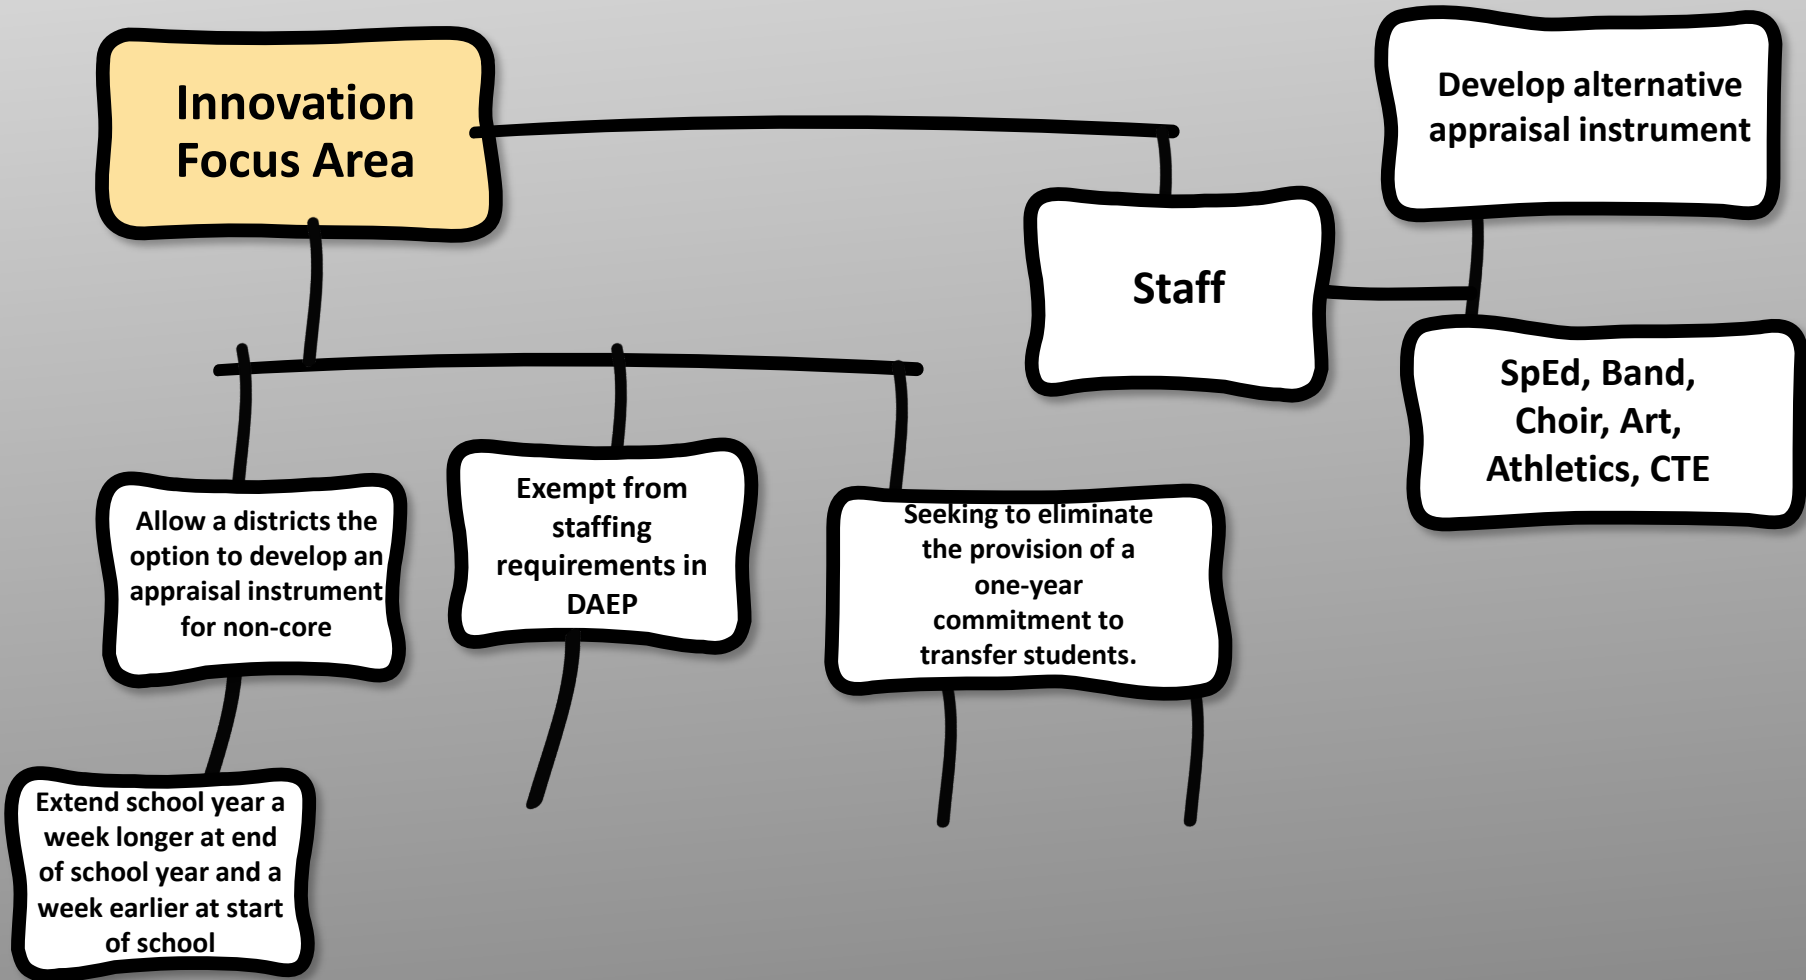 Innovation
Focus Area
Develop alternative
appraisal instrument
Staff
SpEd, Band,
Choir, Art,
Athletics, CTE
Allow a districts the
option to develop an
appraisal instrument
for non-core
Exempt from
staffing
requirements in
DAEP
Seeking to eliminate
the provision of a
one-year
commitment to
transfer students.
Extend school year a
week longer at end
of school year and a
week earlier at start
of school